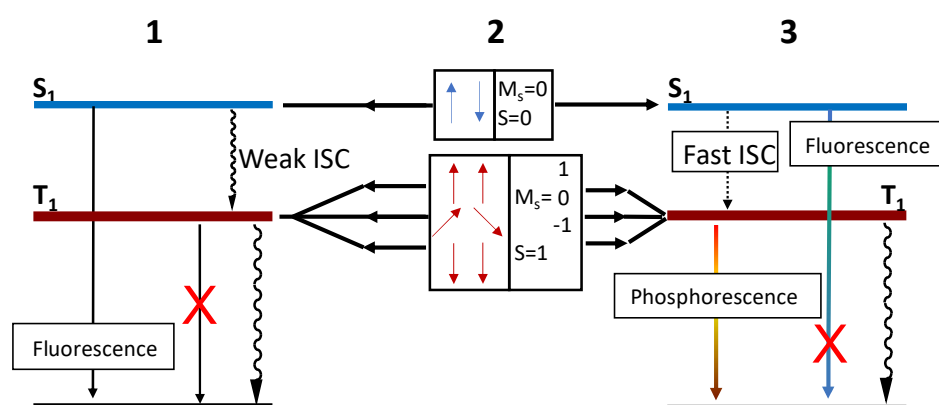 1
2
3
S1
Ms=0
S=0
S1
Weak ISC
Fast ISC
Fluorescence
T1
1
Ms= 0
-1
S=1
T1
Fluorescence
X
Phosphorescence
X